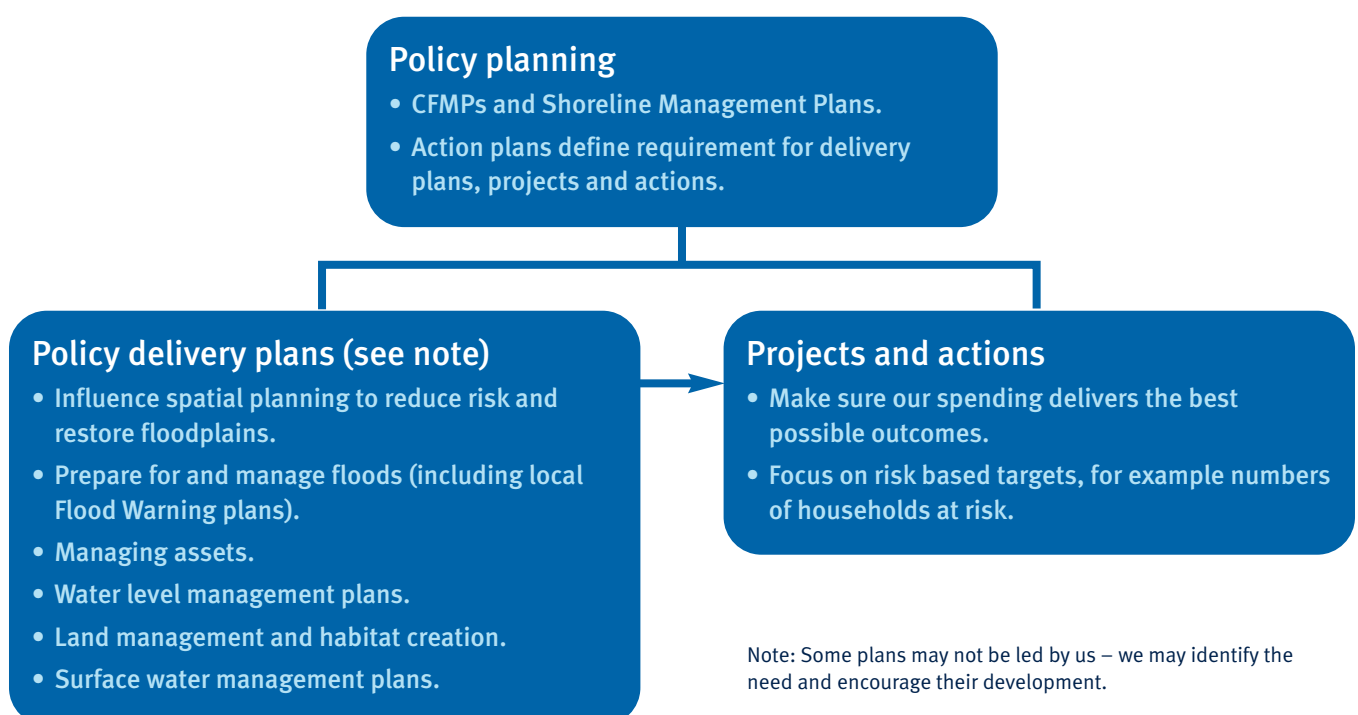 Policy planning
• CFMPs and Shoreline Management Plans.
• Action plans define requirement for delivery
plans, projects and actions.
Policy delivery plans (see note)
• Influence spatial planning to reduce risk and
restore floodplains.
• Prepare for and manage floods (including local
Flood Warning plans).
• Managing assets.
• Water level management plans.
• Land management and habitat creation.
• Surface water management plans.
Projects and actions
• Make sure our spending delivers the best
possible outcomes.
• Focus on risk based targets, for example numbers
of households at risk.
Note: Some plans may not be led by us – we may identify the
need and encourage their development.